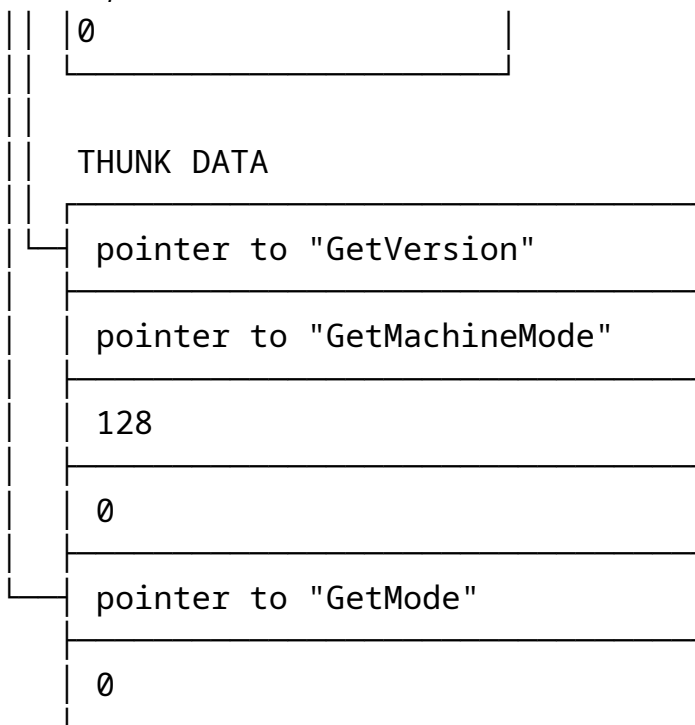 0
THUNK DATA
pointer to "GetVersion"
pointer to "GetMachineMode"
128
0
pointer to "GetMode"
0